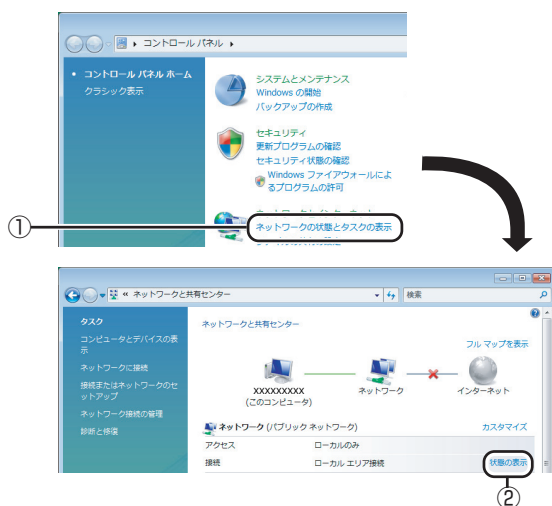 コントロール パネル
コントロール パネル ホーム
クラシック表示
システムとメンテナンス
Windows の開始
バックアップの作成
セキュリティ
更新プログラムの確認
セキュリティ状態の確認
Windows ファイアウォールによ
るプログラムの許可
①
ネットワークの状態とタスクの表示
« ネットワークと共有センター
検索
タスク
コンピュータとデバイスの表
示
ネットワークに接続
接続またはネットワークのセ
ットアップ
ネットワーク接続の管理
診断と修復
ネットワークと共有センター
フル マップを表示
XXXXXXXXX
(このコンピュータ)
ネットワーク
インターネット
ネットワーク (パブリック ネットワーク)
カスタマイズ
アクセス
ローカルのみ
接続
ローカル エリア接続
状態の表示
②